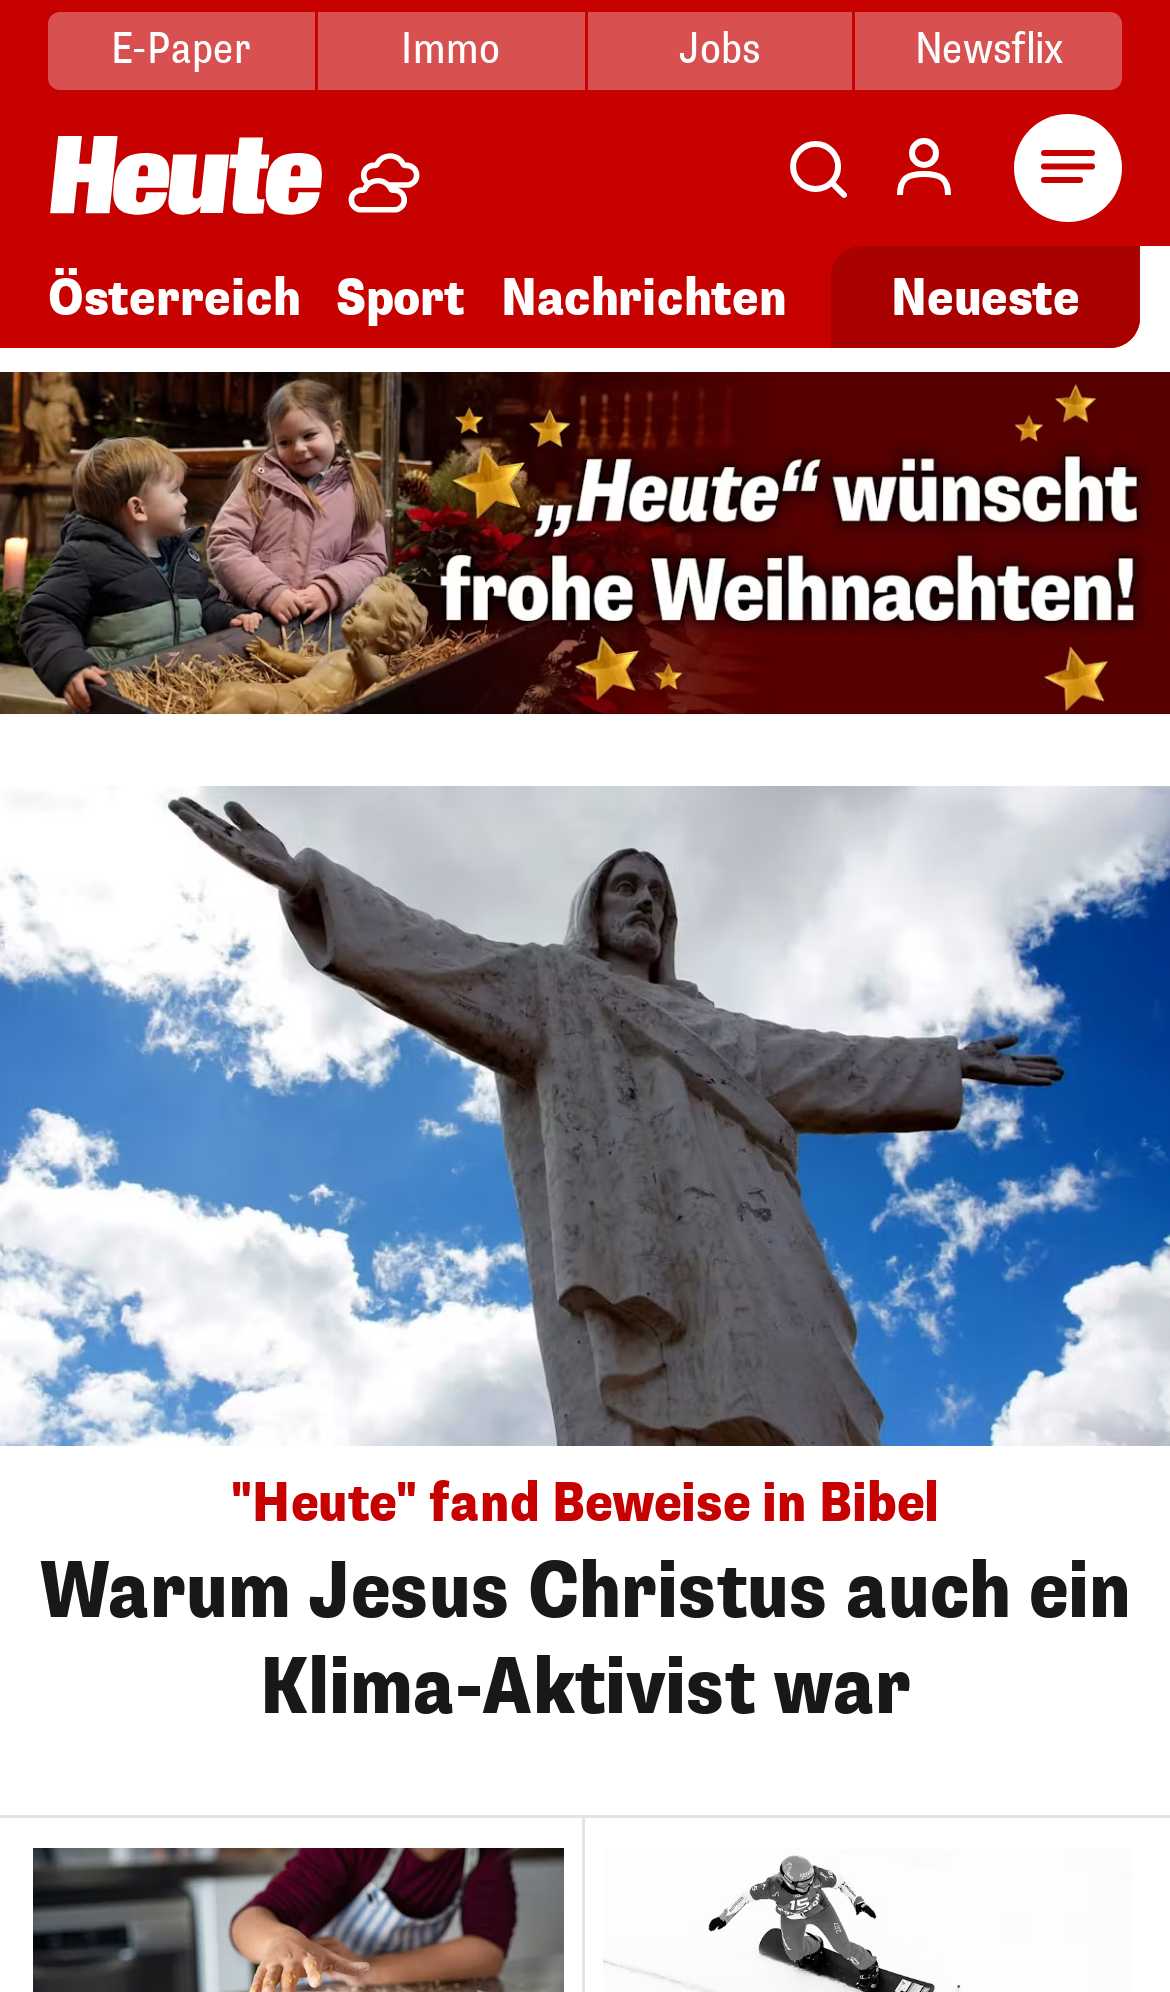 E-Paper
Immo
Jobs
Newsflix
Heute
Österreich
Sport
Nachrichten
Neueste
„Heute“ wünscht
frohe Weihnachten!
"Heute" fand Beweise in Bibel
Warum Jesus Christus auch ein
Klima-Aktivist war
15